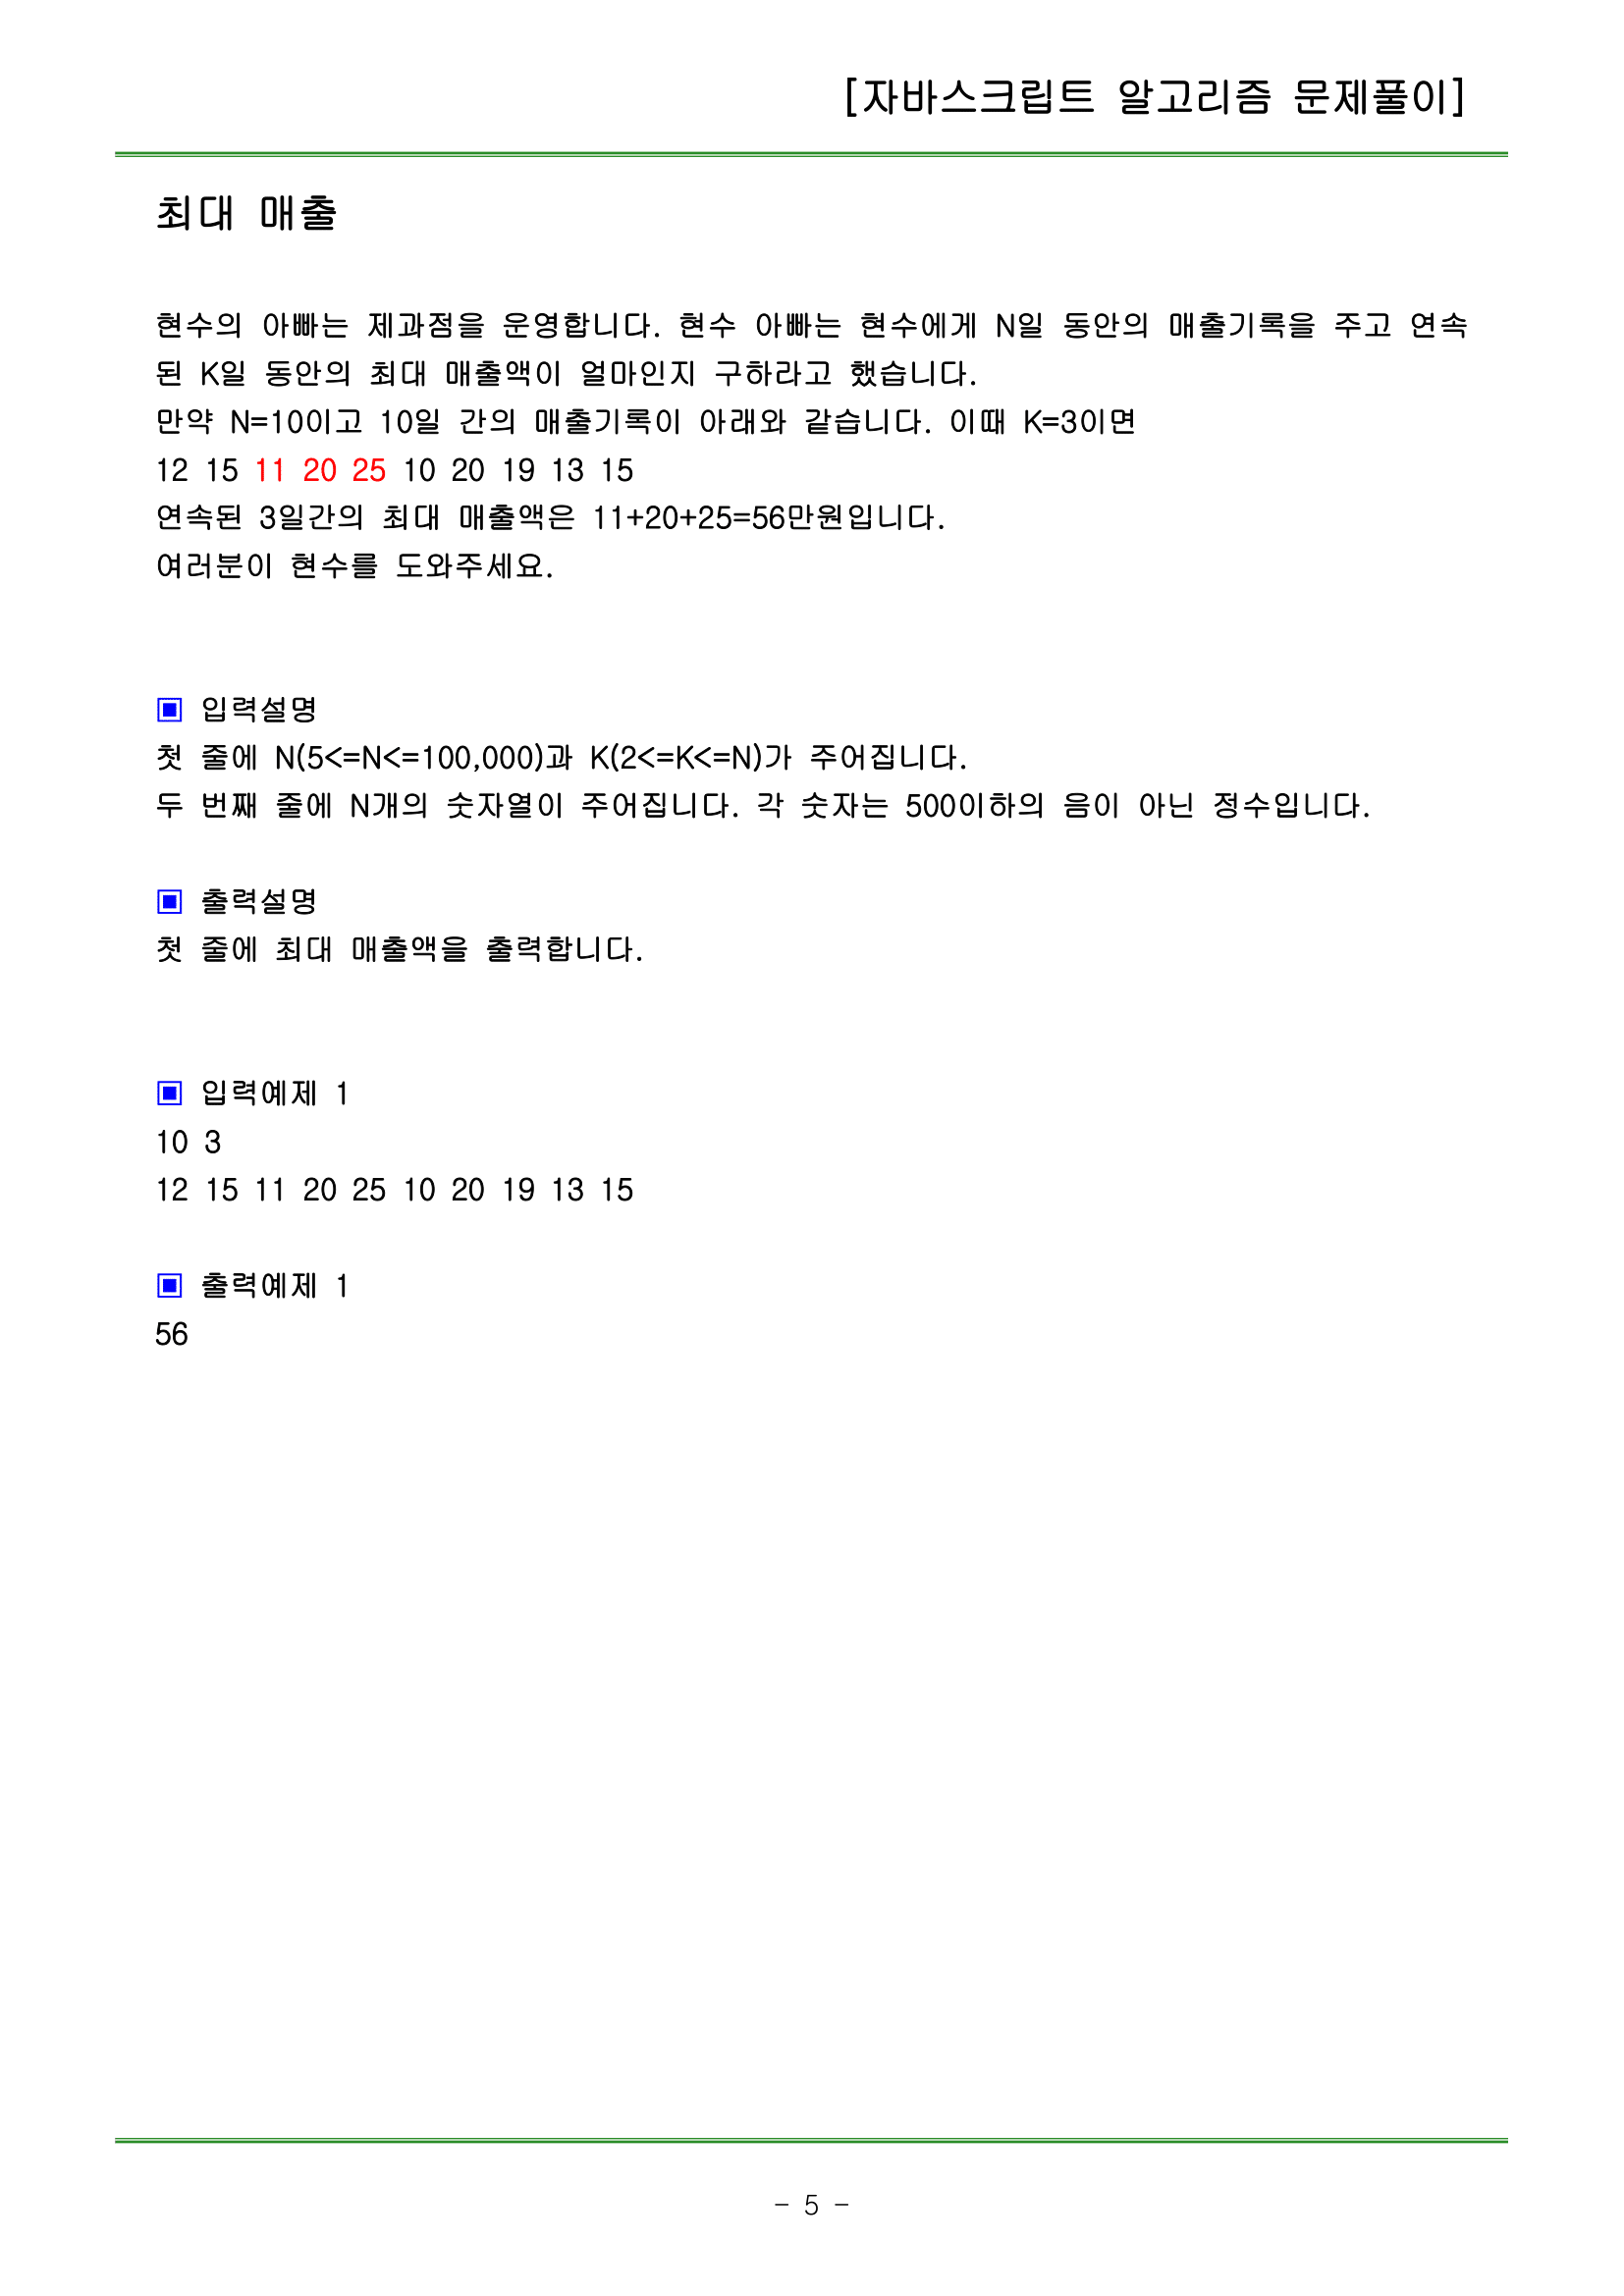 [자바스크립트 알고리즘 문제풀이]
최대 매출
현수의 아빠는 제과점을 운영합니다. 현수 아빠는 현수에게 N일 동안의 매출기록을 주고 연속
된 K일 동안의 최대 매출액이 얼마인지 구하라고 했습니다.
만약 N=10이고 10일 간의 매출기록이 아래와 같습니다. 이때 K=3이면
12 15 11 20 25 10 20 19 13 15
연속된 3일간의 최대 매출액은 11+20+25=56만원입니다.
여러분이 현수를 도와주세요.
▣ 입력설명
첫 줄에 N(5<=N<=100,000)과 K(2<=K<=N)가 주어집니다.
두 번째 줄에 N개의 숫자열이 주어집니다. 각 숫자는 500이하의 음이 아닌 정수입니다.
▣ 출력설명
첫 줄에 최대 매출액을 출력합니다.
▣ 입력예제 1
10 3
12 15 11 20 25 10 20 19 13 15
▣ 출력예제 1
56
- 5 -